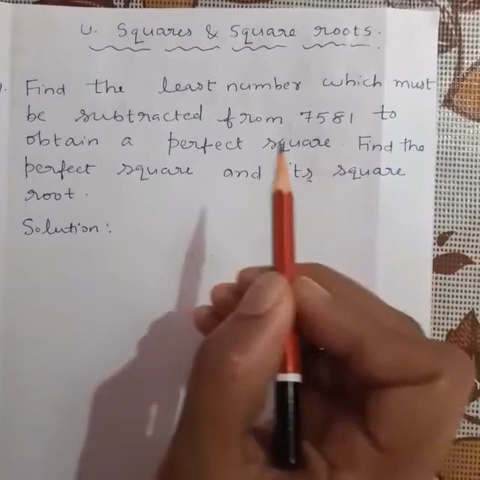 U. Squares & Square roots.
Find the least number which must
be subtracted from 7581 to
obtain a perfect square. Find the
perfect square and its square
root.
Solution: